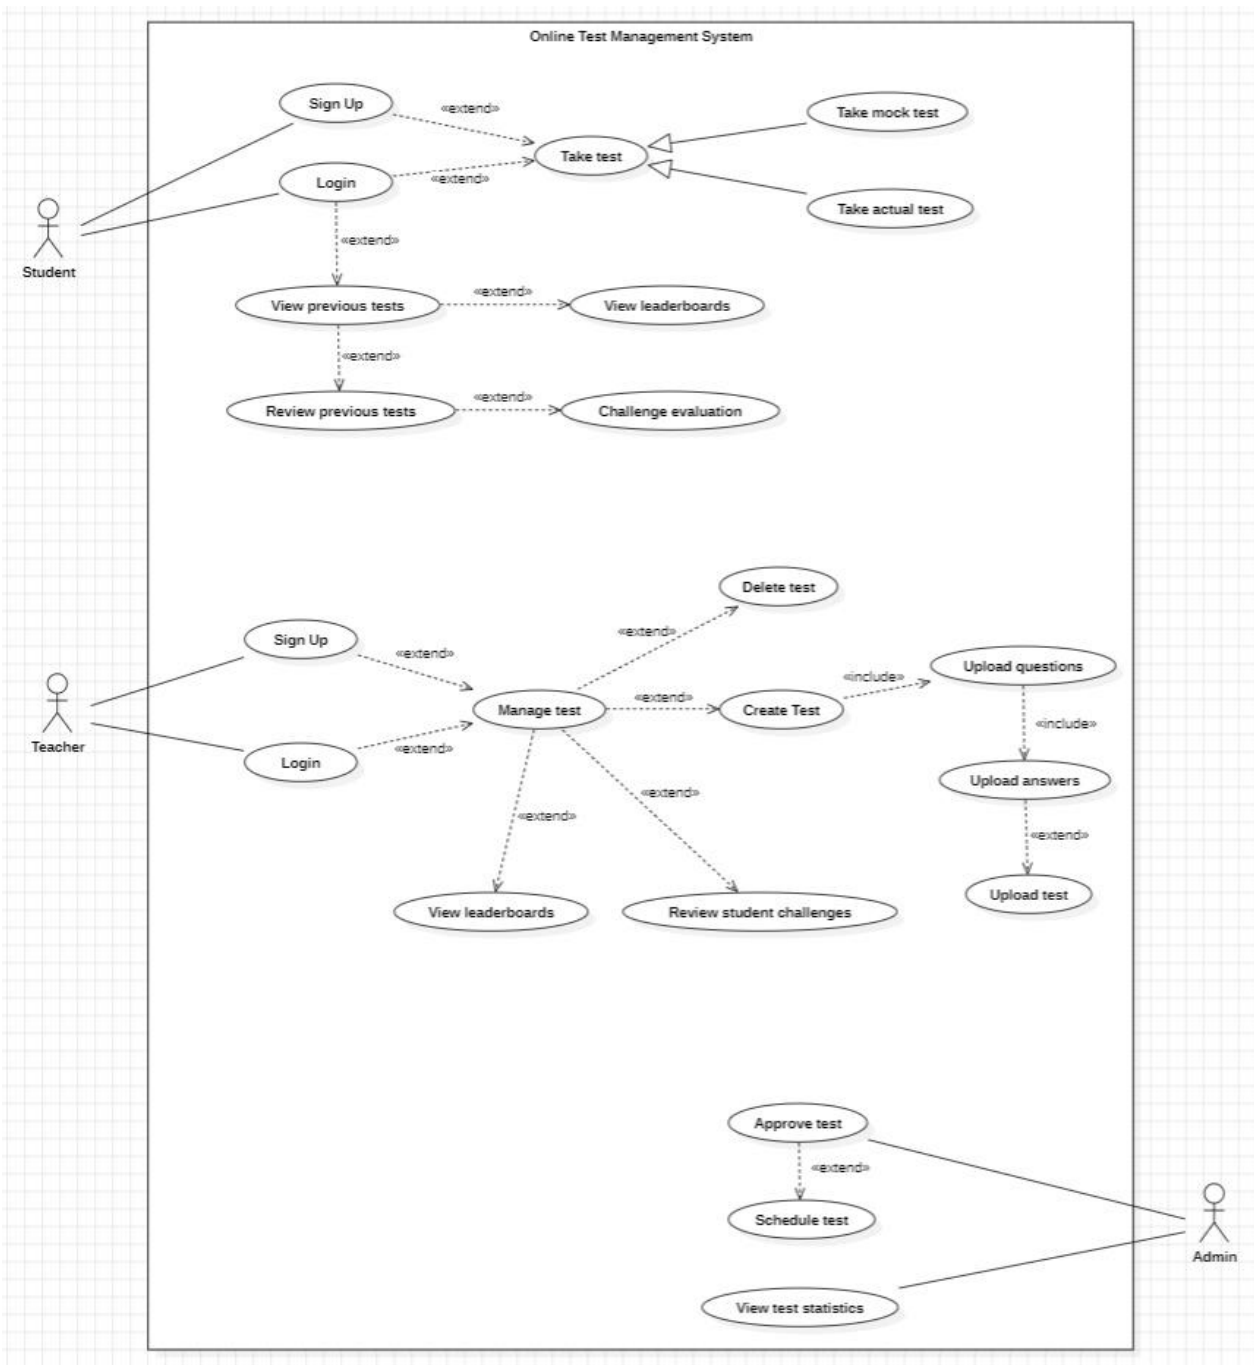 Online Test Management System
Sign Up
«extend»
Take mock test
Take test
Login
«extend»
Take actual test
Student
«extend»
View previous tests
«extend»
View leaderboards
«extend»
Review previous tests
«extend»
Challenge evaluation
Delete test
Sign Up
«extend»
«extend»
Upload questions
«include»
Manage test
«extend»
Create Test
«include»
Teacher
Login
«extend»
Upload answers
«extend»
«extend»
«extend»
Upload test
View leaderboards
Review student challenges
Approve test
«extend»
Schedule test
Admin
View test statistics